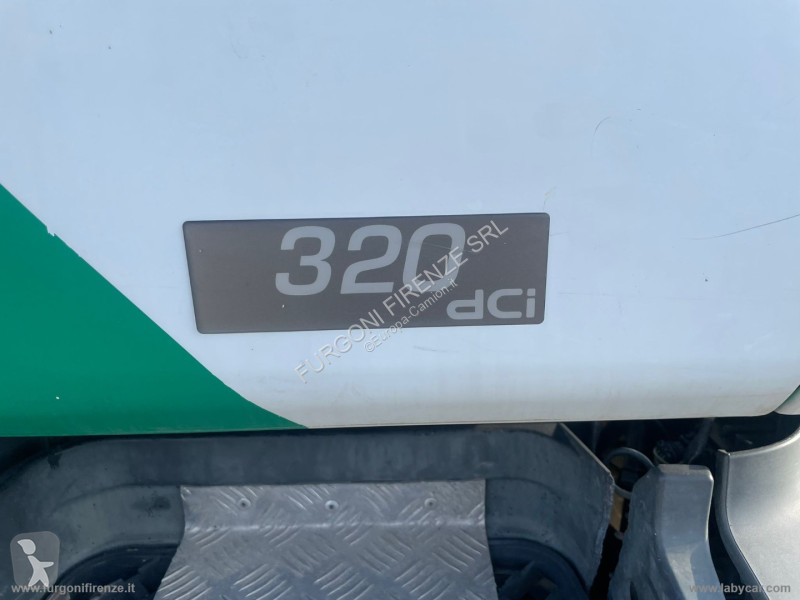 320
dCi
FURGONI FIRENZE SRL
©Europa-Camion.it
www.furgonifirenze.it
www.labycar.com